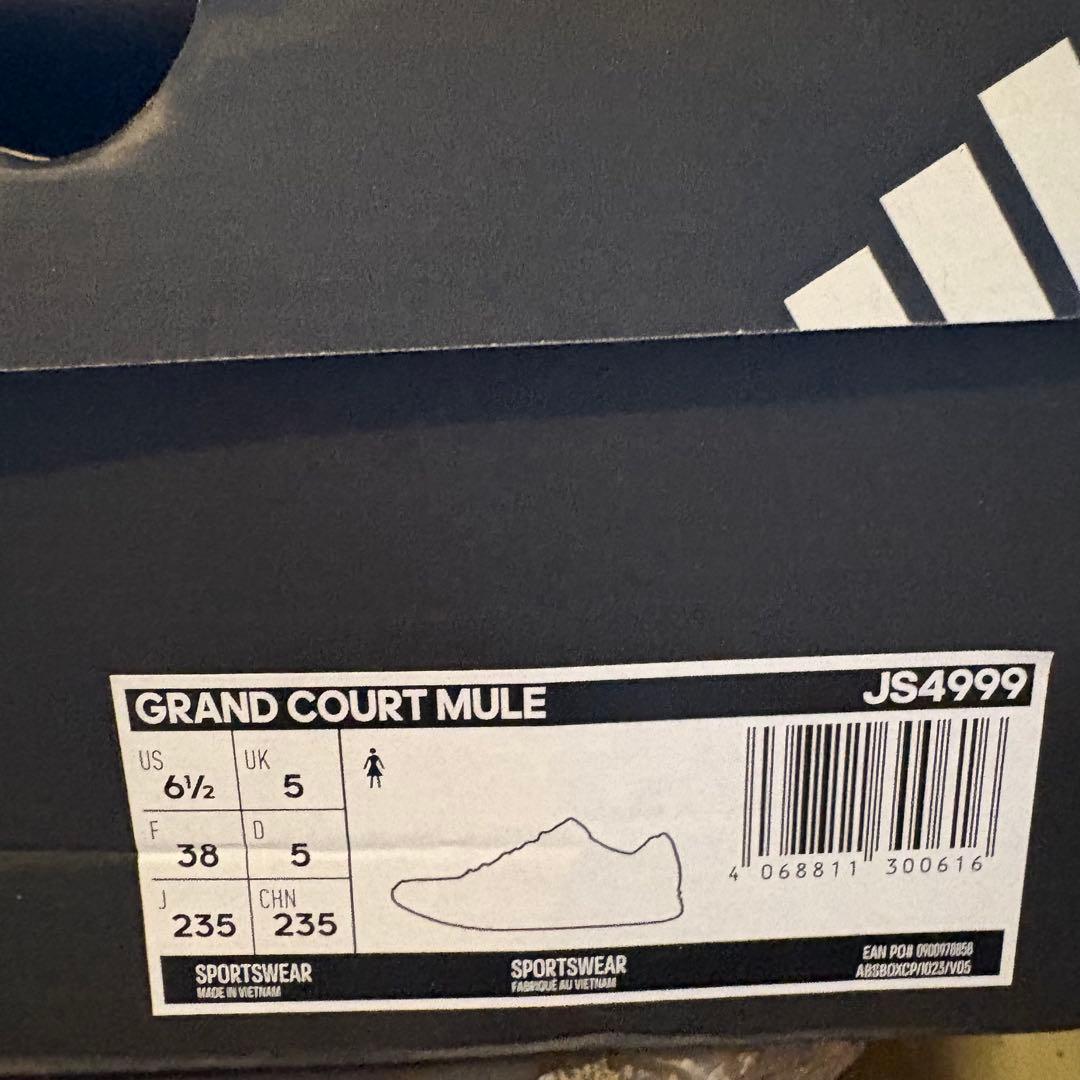 GRAND COURT MULE JS4999
US 6½ UK 5
F 38 D 5
J 235 CHN 235
4 068811 300616
SPORTSWEAR
MADE IN VIETNAM
SPORTSWEAR
FABRIQUÉ AU VIETNAM
EAN PO# 0900978858